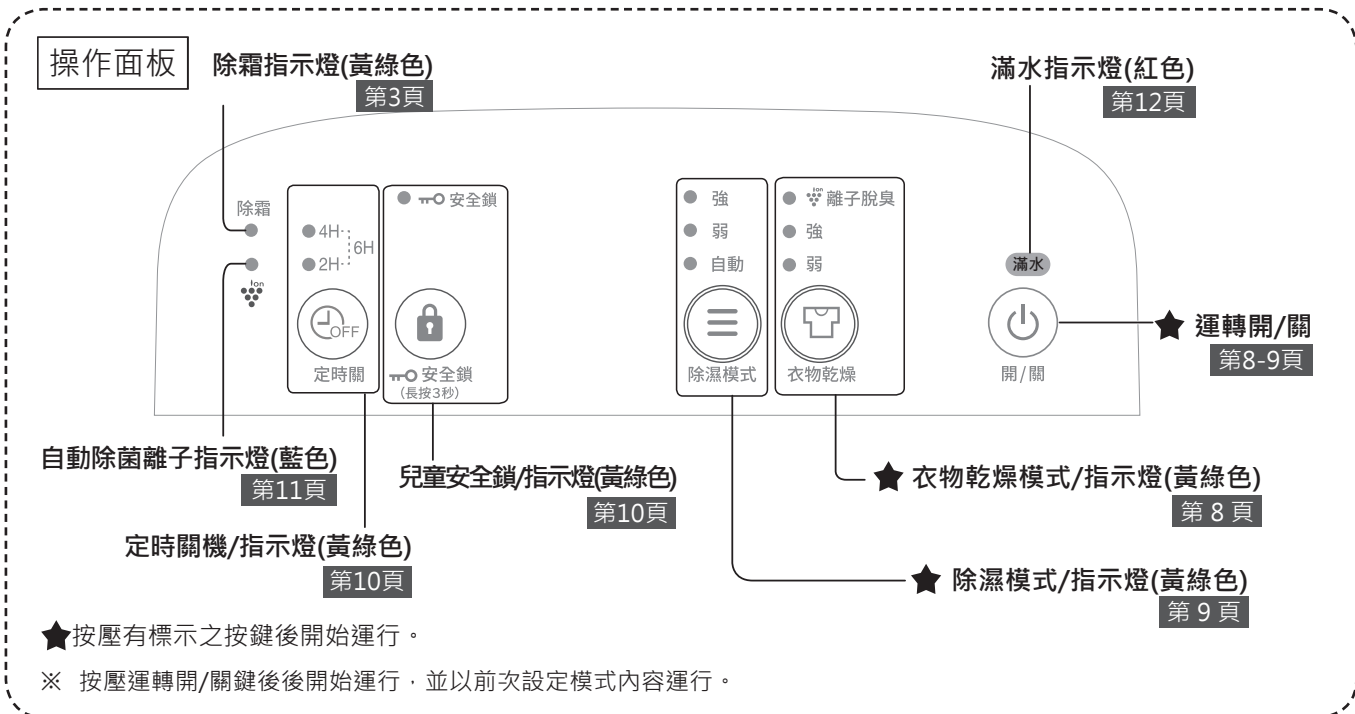 操作面板
除霜指示燈(黃綠色)
第3頁
滿水指示燈(紅色)
第12頁
除霜
4H
2H
6H
Ion
OFF
定時關
安全鎖
安全鎖
(長按3秒)
強
弱
自動
除濕模式
Ion 離子脫臭
強
弱
衣物乾燥
滿水
開/關
★ 運轉開/關
第8-9頁
自動除菌離子指示燈(藍色)
第11頁
兒童安全鎖/指示燈(黃綠色)
第10頁
★ 衣物乾燥模式/指示燈(黃綠色)
第 8 頁
定時關機/指示燈(黃綠色)
第10頁
★ 除濕模式/指示燈(黃綠色)
第 9 頁
★按壓有標示之按鍵後開始運行。
※ 按壓運轉開/關鍵後後開始運行，並以前次設定模式內容運行。